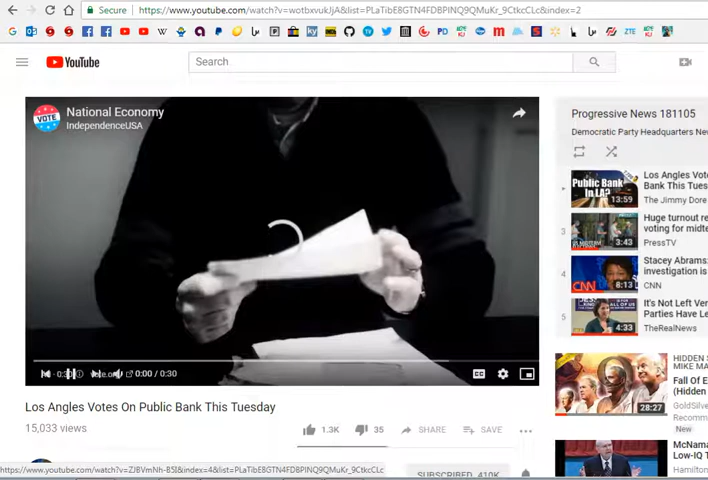 Secure
https://www.youtube.com/watch?v=wotbxvukJjA&list=PLaTibE8GTN4FDBPINQ9QMuKr_9CtkcCLc&index=2
YouTube
Search
VOTE
National Economy
IndependenceUSA
0:00 / 0:30
CC
Los Angles Votes On Public Bank This Tuesday
15,033 views
1.3K
35
SHARE
SAVE
SUBSCRIBED 410K
Progressive News 181105
Democratic Party Headquarters New
Public Bank
In LA?
13:59
Los Angles Vote
Bank This Tues
The Jimmy Dore
3
3:43
Huge turnout re
voting for midte
PressTV
4
CNN
8:13
Stacey Abrams:
investigation is
CNN
5
4:33
It's Not Left Ver
Parties Have Le
TheRealNews
28:27
HIDDEN S
MIKE MA
Fall Of E
(Hidden
GoldSilve
Recomm
New
McNama
Low-IQ T
Hamilton
https://www.youtube.com/watch?v=ZJBVmNh-85I&index=4&list=PLaTibE8GTN4FDBPINQ9QMuKr_9CtkcCLc